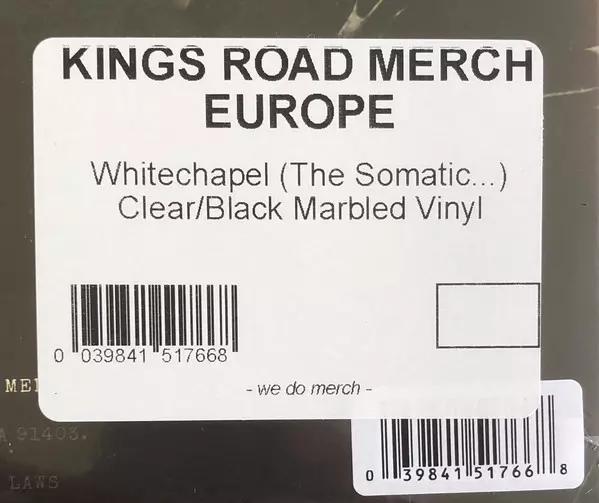 KINGS ROAD MERCH
EUROPE
Whitechapel (The Somatic...)
Clear/Black Marbled Vinyl
0 039841 517668
- we do merch -
A 91403.
LAWS
0 39841 51766 8